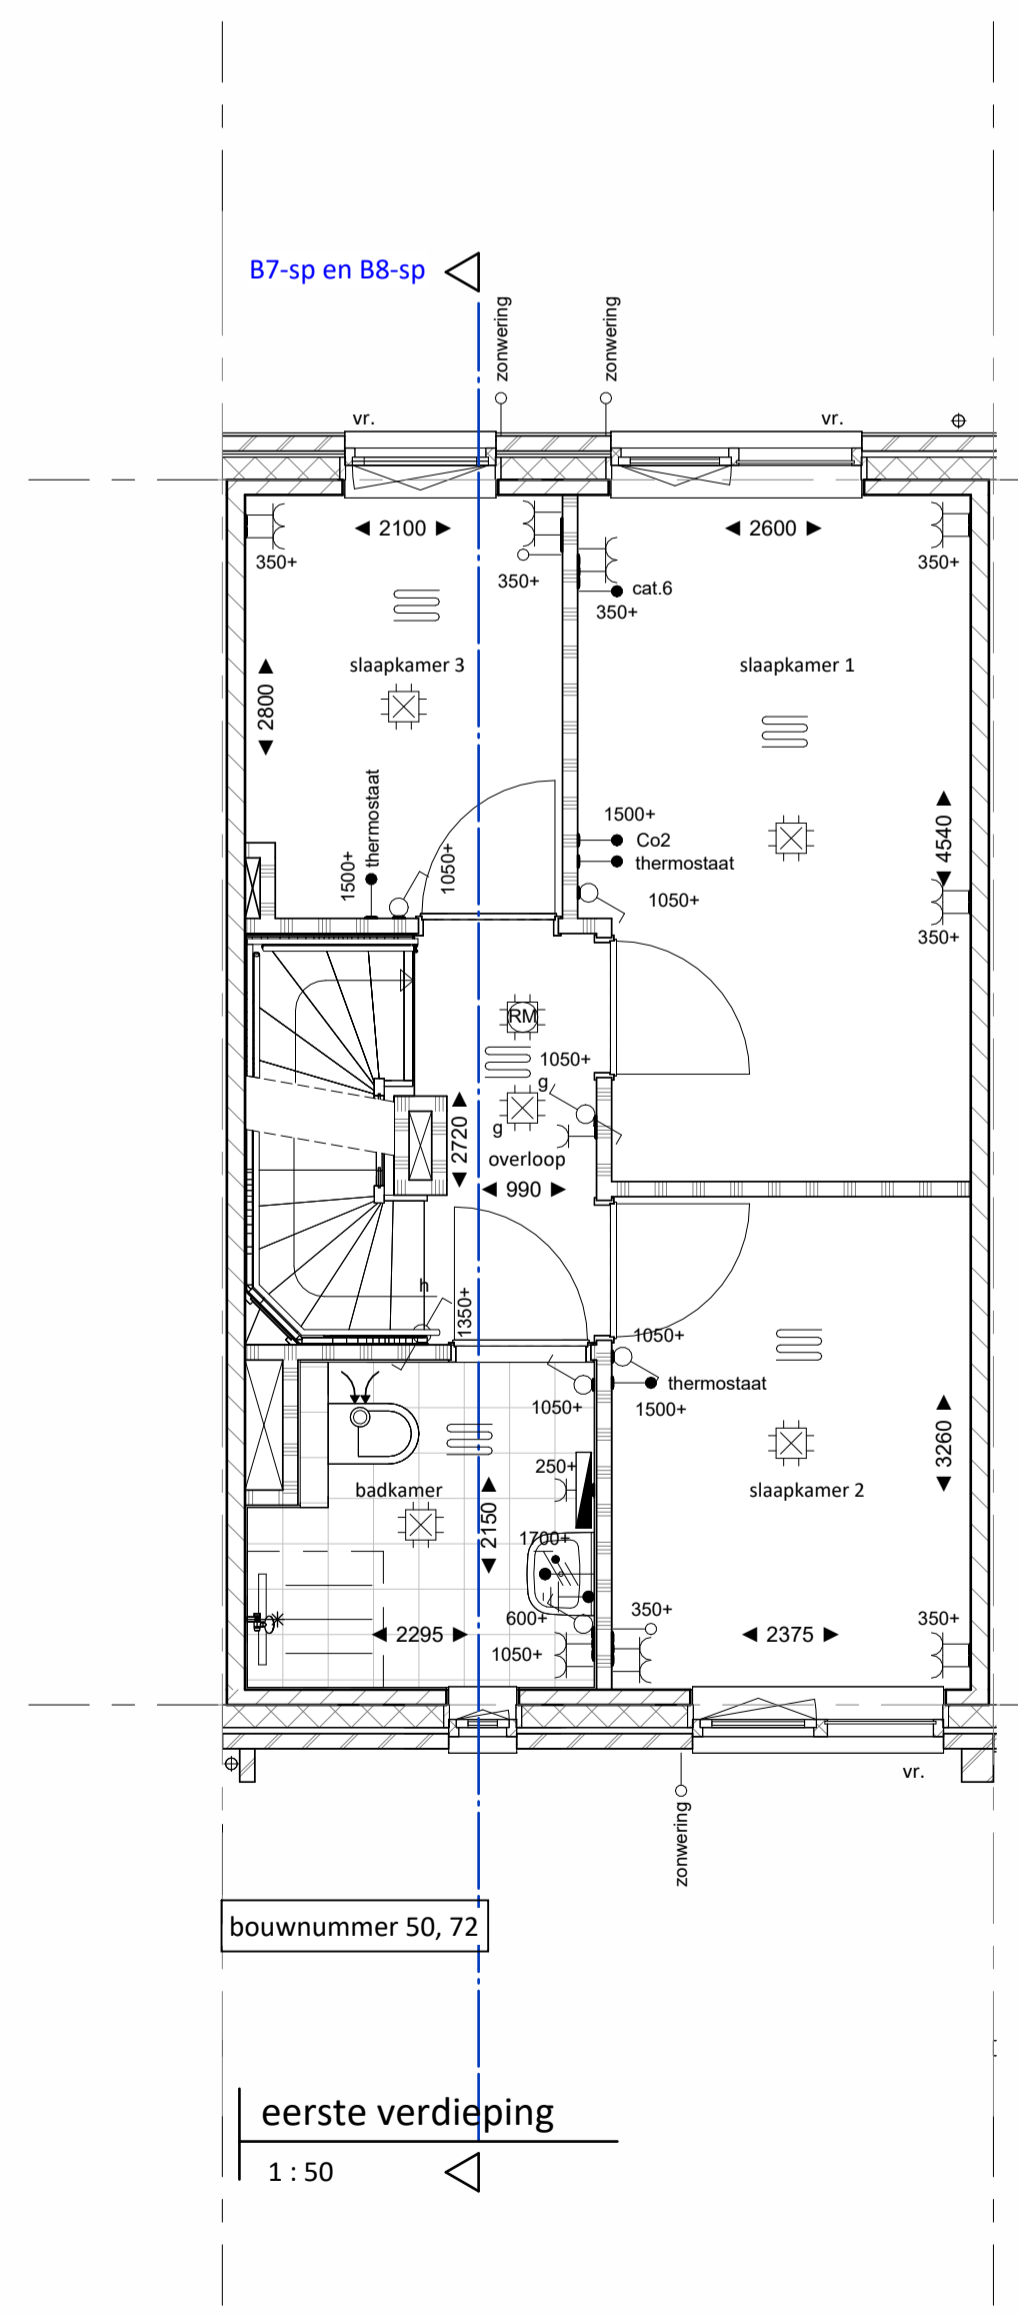 B7-sp en B8-sp
zonwering
zonwering
vr.
vr.
2100
2600
350+
350+
350+
cat.6
350+
slaapkamer 3
slaapkamer 1
2800
thermostaat
1500+
1050+
1500+
Co2
thermostaat
1050+
4540
350+
RM
1050+
g
g
2720
overloop
990
h
1350+
1050+
thermostaat
1500+
1050+
250+
3260
badkamer
slaapkamer 2
2150
1700+
600+
350+
350+
2295
1050+
2375
vr.
zonwering
bouwnummer 50, 72
eerste verdieping
1 : 50